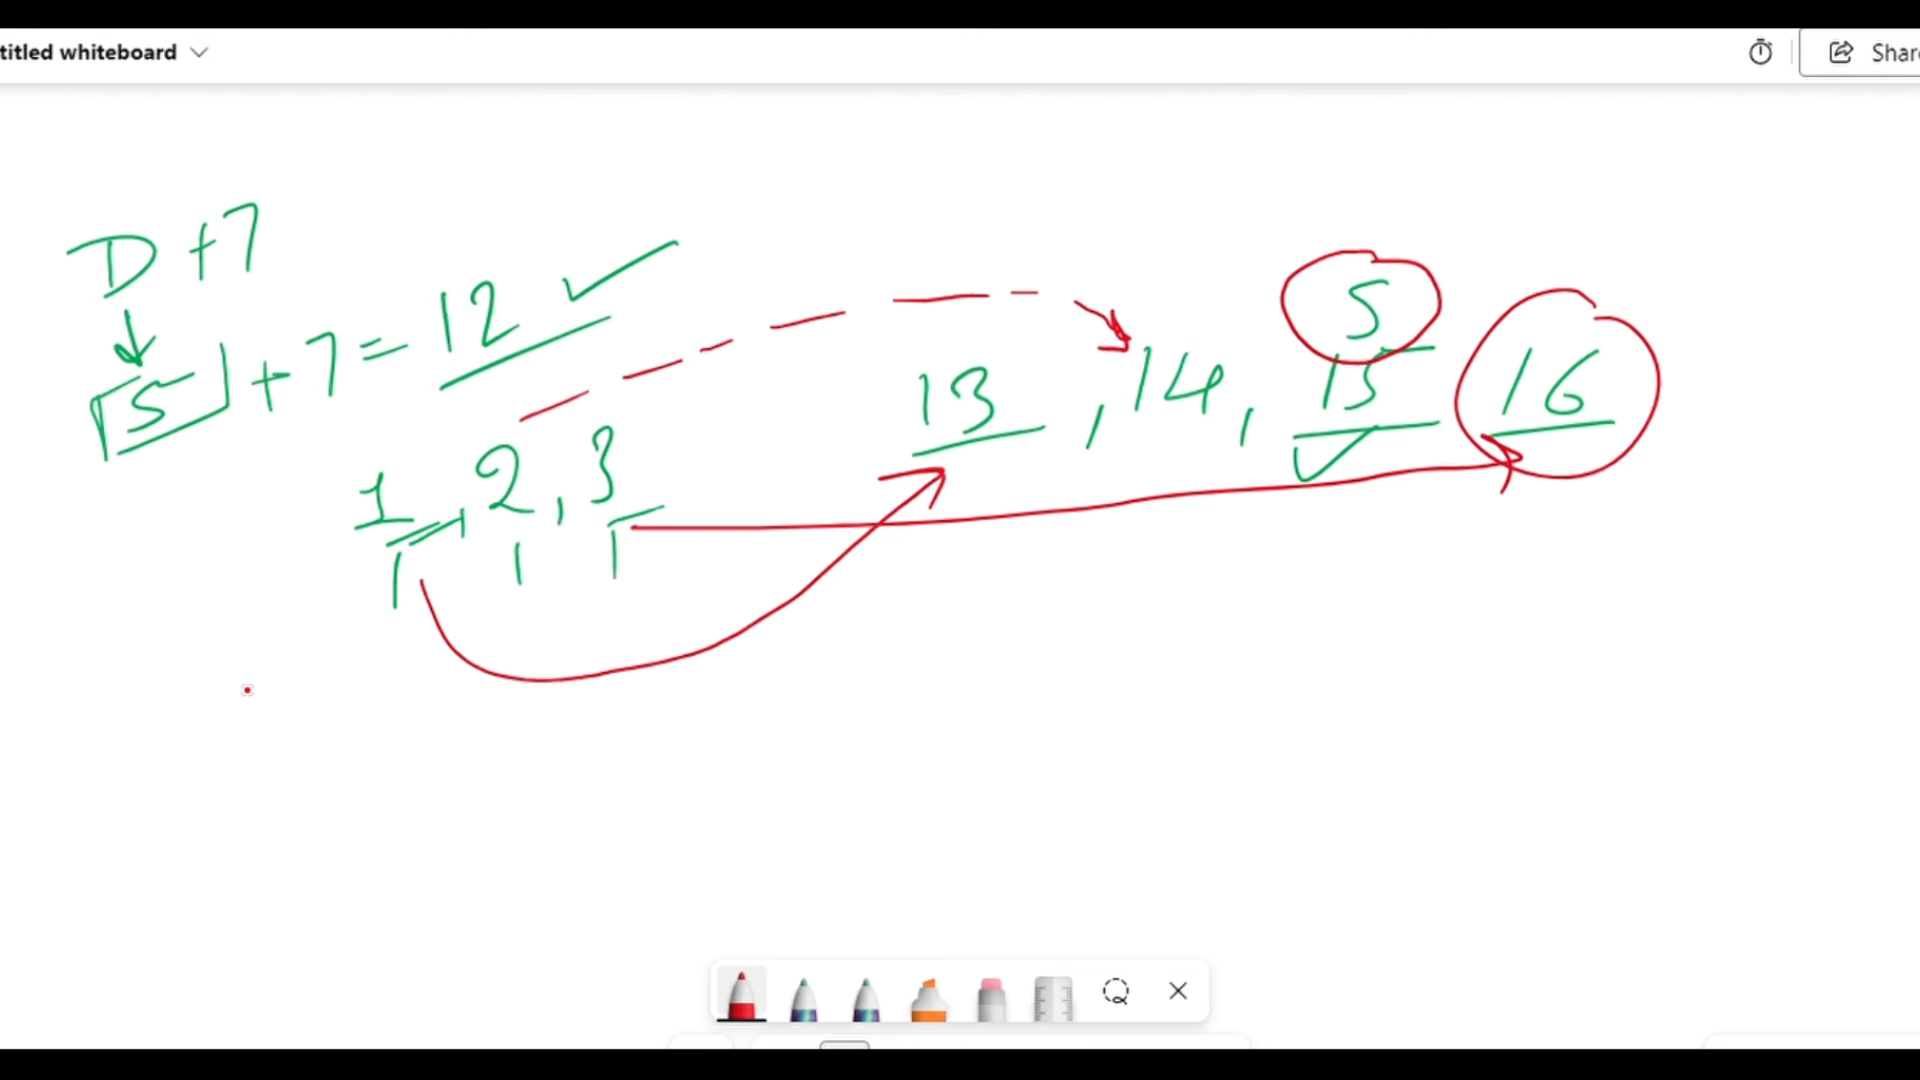 titled whiteboard
Share
D +7
5 + 7 = 12
5
13 , 14 , 15 16
1 , 2 , 3